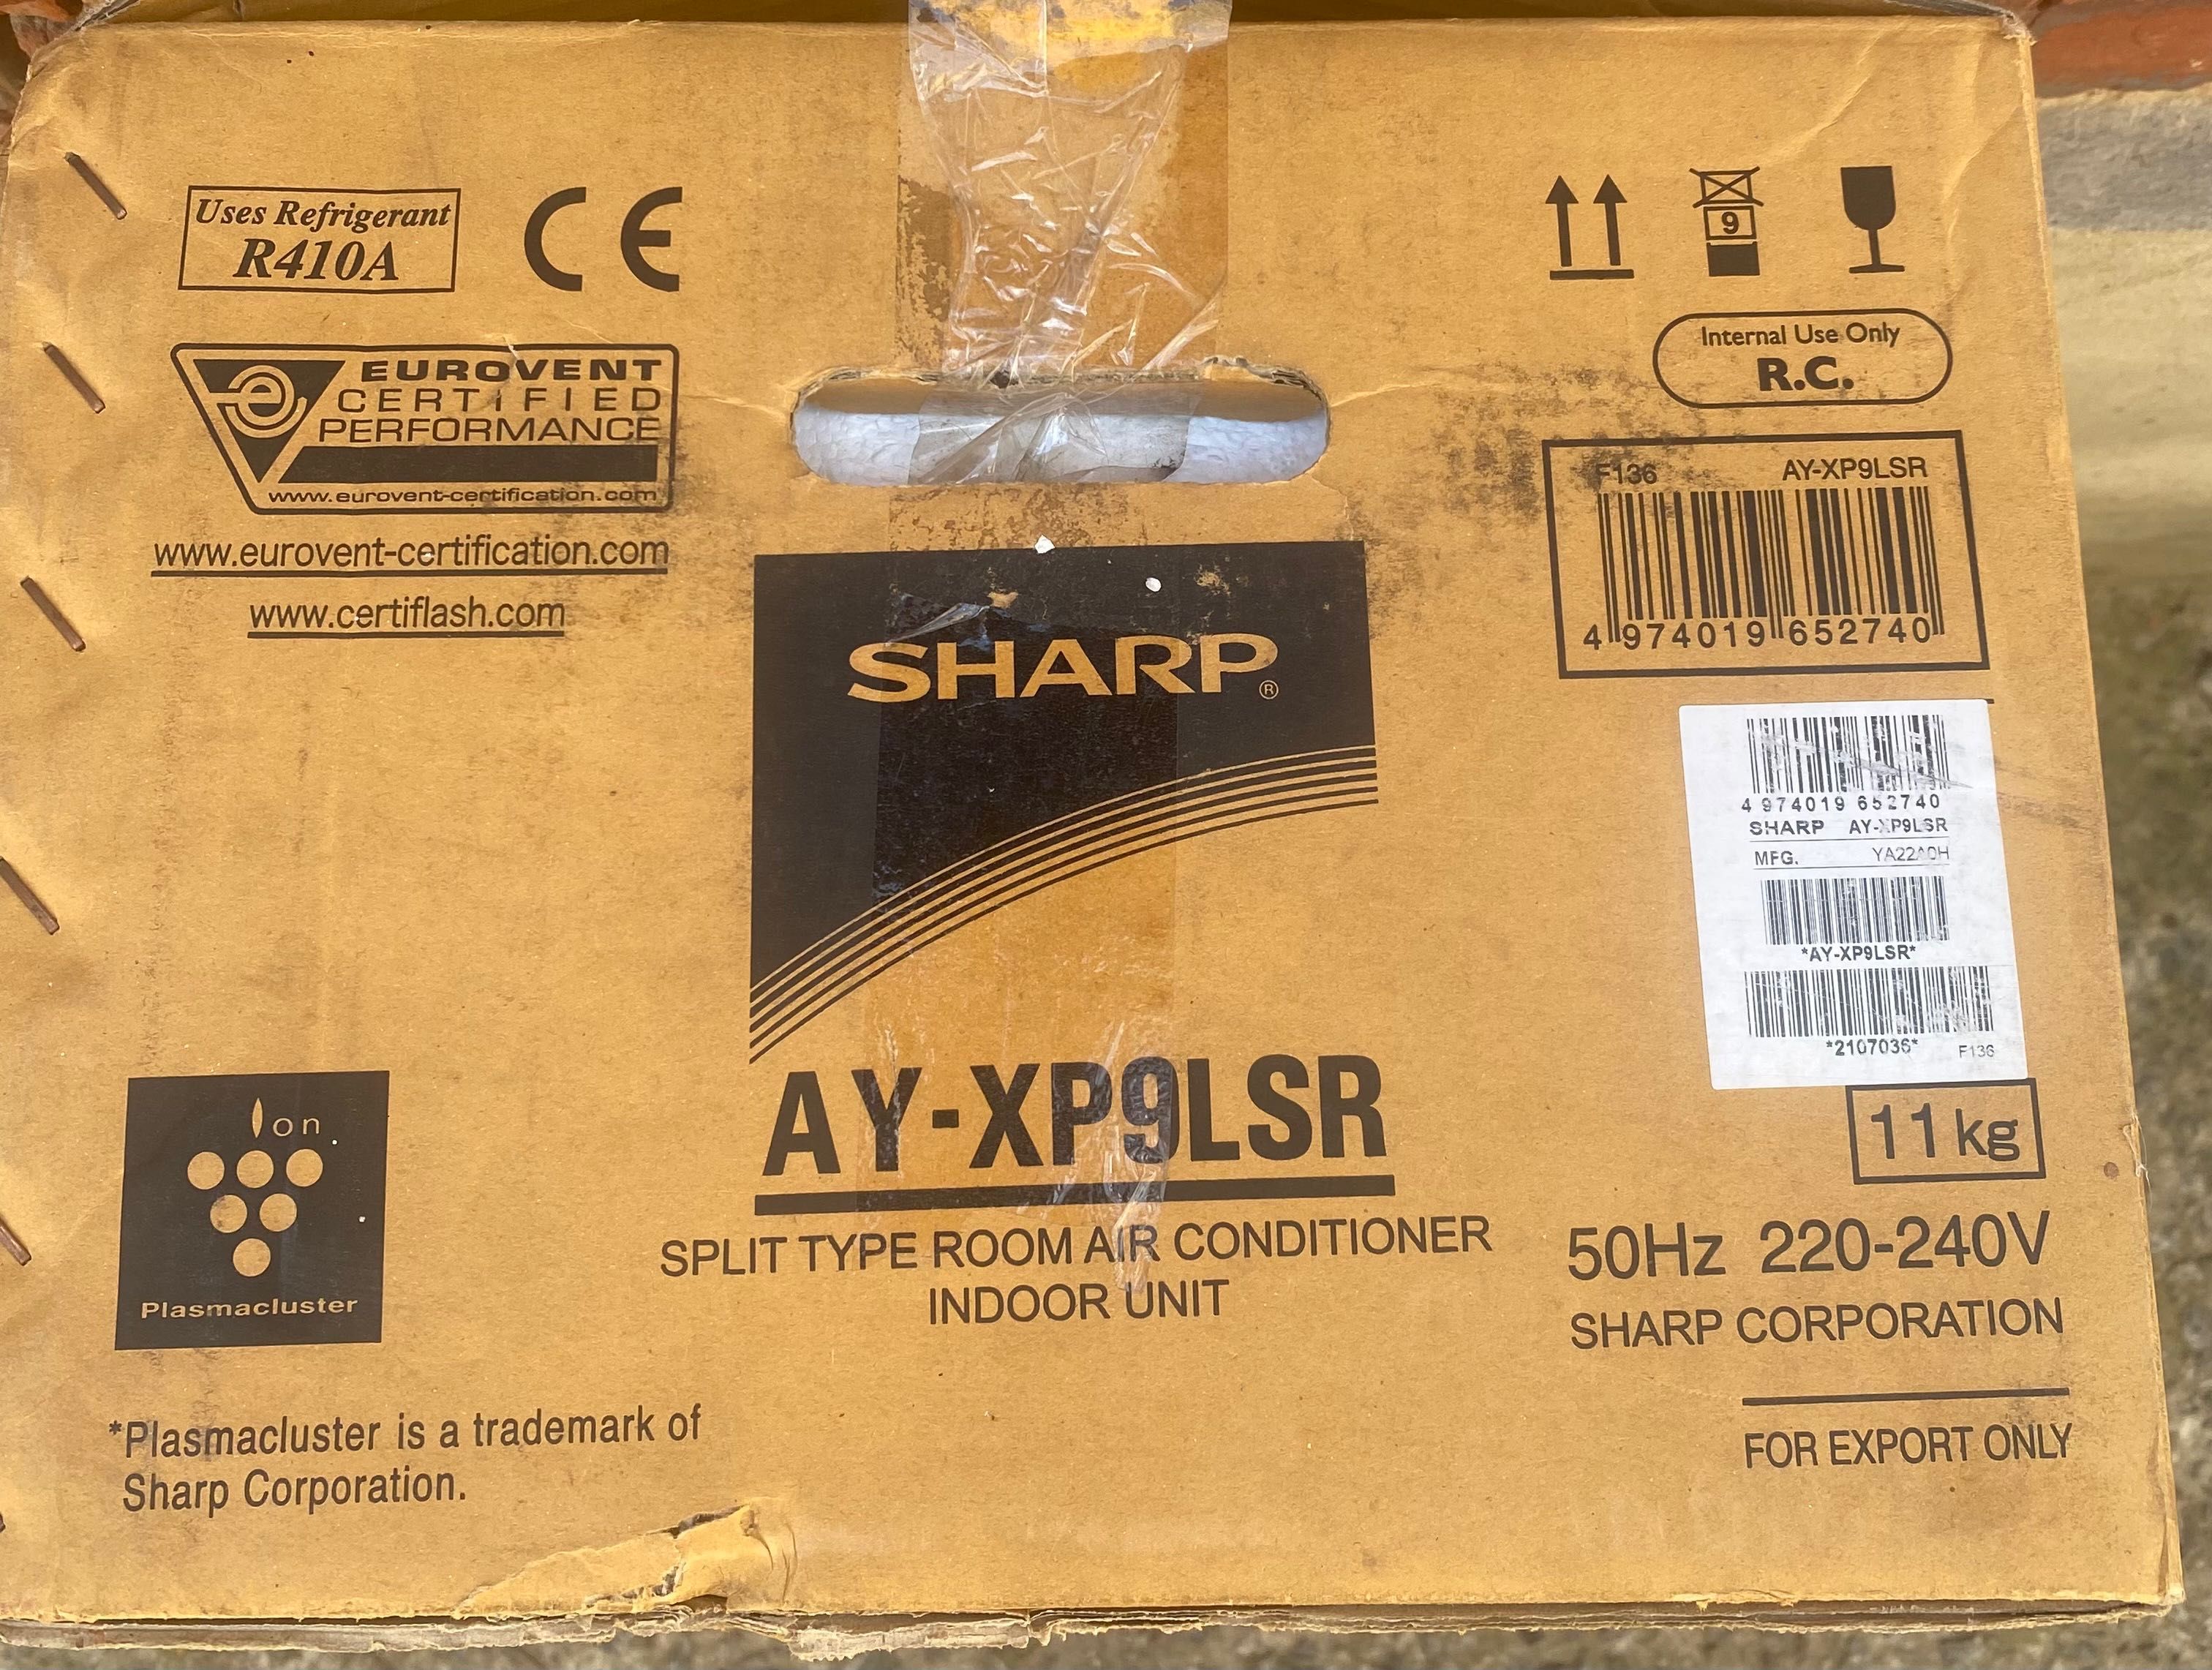 Uses Refrigerant
R410A
CE
9
Internal Use Only
R.C.
EUROVENT
CERTIFIED
PERFORMANCE
www.eurovent-certification.com
www.eurovent-certification.com
www.certiflash.com
F136 AY-XP9LSR
4 974019 652740
SHARP®
4 974019 652740
SHARP AY-XP9LSR
MFG.
*AY-XP9LSR*
*2107036* F136
Ion
Plasmacluster
AY-XP9LSR
SPLIT TYPE ROOM AIR CONDITIONER
INDOOR UNIT
11 kg
50Hz 220-240V
SHARP CORPORATION
FOR EXPORT ONLY
*Plasmacluster is a trademark of
Sharp Corporation.